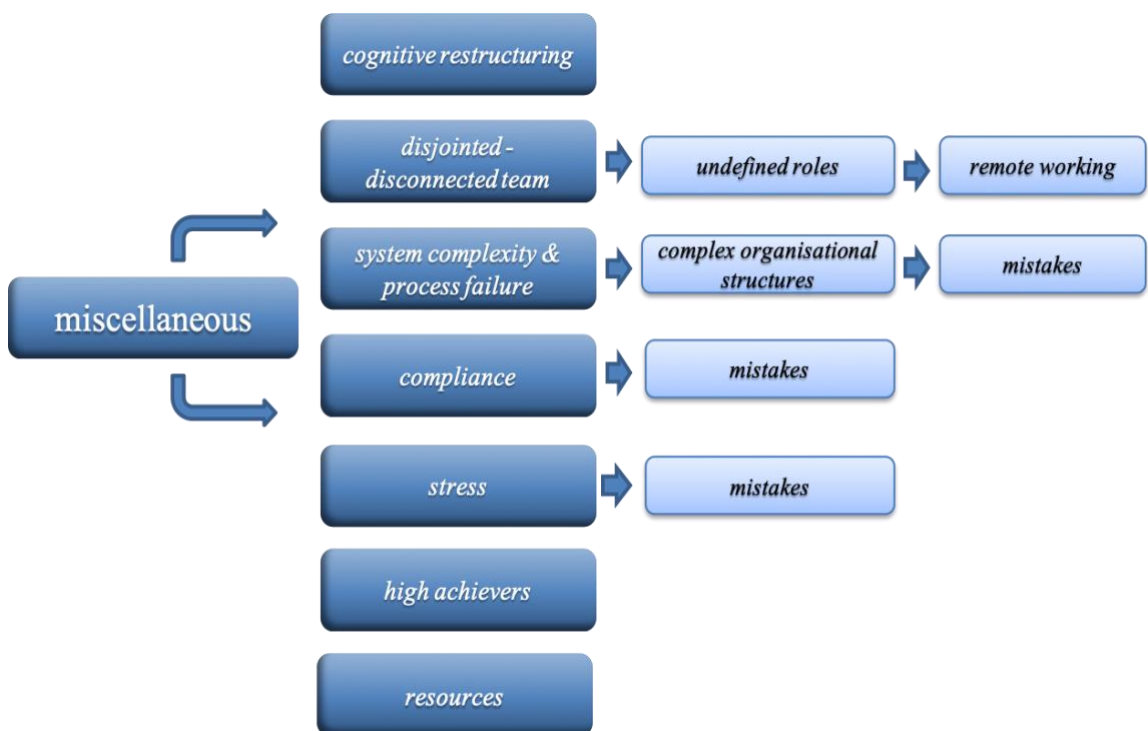 cognitive restructuring
disjointed -
disconnected team
undefined roles
remote working
system complexity &
process failure
complex organisational
structures
mistakes
miscellaneous
compliance
mistakes
stress
mistakes
high achievers
resources